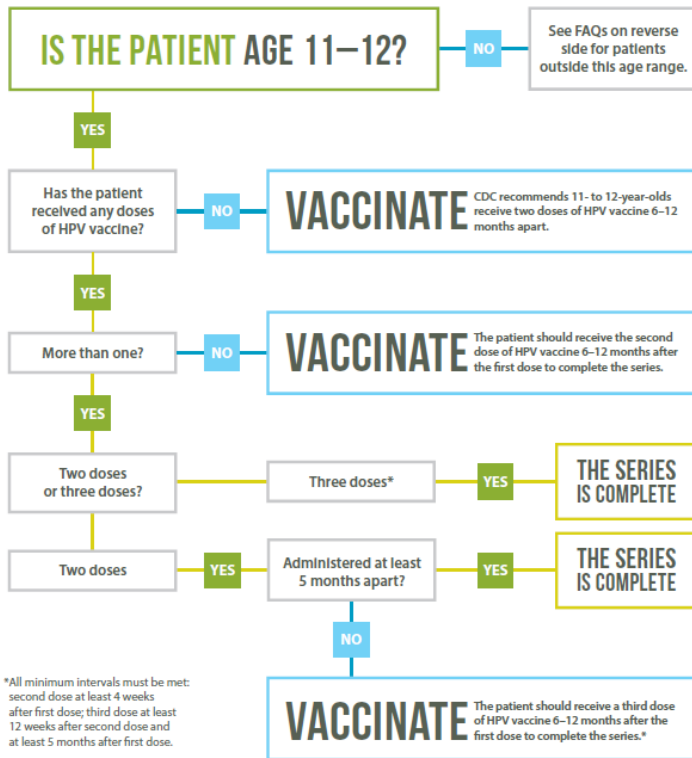 IS THE PATIENT AGE 11–12?
NO
See FAQs on reverse
side for patients
outside this age range.
YES
Has the patient
received any doses
of HPV vaccine?
NO
VACCINATE
CDC recommends 11- to 12-year-olds
receive two doses of HPV vaccine 6–12
months apart.
YES
More than one?
NO
VACCINATE
The patient should receive the second
dose of HPV vaccine 6–12 months after
the first dose to complete the series.
YES
Two doses
or three doses?
Three doses*
YES
THE SERIES
IS COMPLETE
Two doses
YES
Administered at least
5 months apart?
YES
THE SERIES
IS COMPLETE
NO
*All minimum intervals must be met:
second dose at least 4 weeks
after first dose; third dose at least
12 weeks after second dose and
at least 5 months after first dose.
VACCINATE
The patient should receive a third dose
of HPV vaccine 6–12 months after the
first dose to complete the series.*